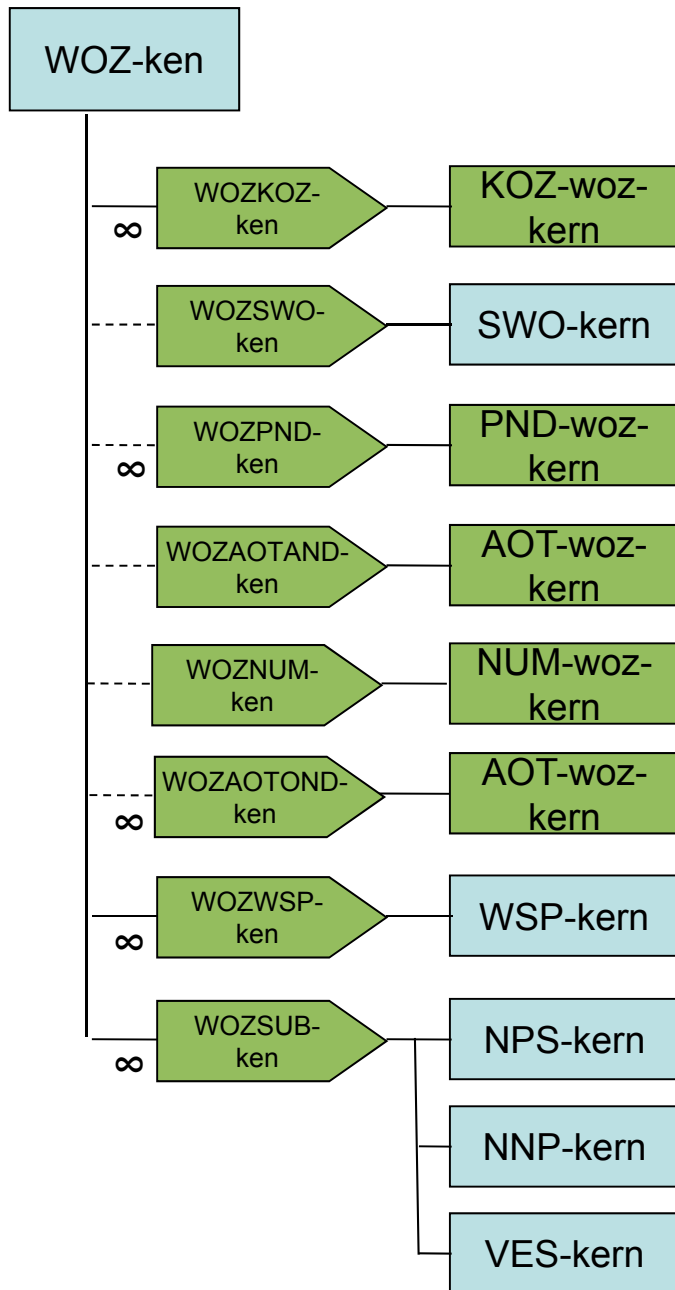 WOZ-ken
WOZKOZ-
ken
KOZ-woz-
kern
∞
WOZSWO-
ken
SWO-kern
WOZPND-
ken
PND-woz-
kern
∞
WOZAOTAND-
ken
AOT-woz-
kern
WOZNUM-
ken
NUM-woz-
kern
WOZAOTOND-
ken
AOT-woz-
kern
∞
WOZWSP-
ken
WSP-kern
∞
WOZSUB-
ken
NPS-kern
∞
NNP-kern
VES-kern